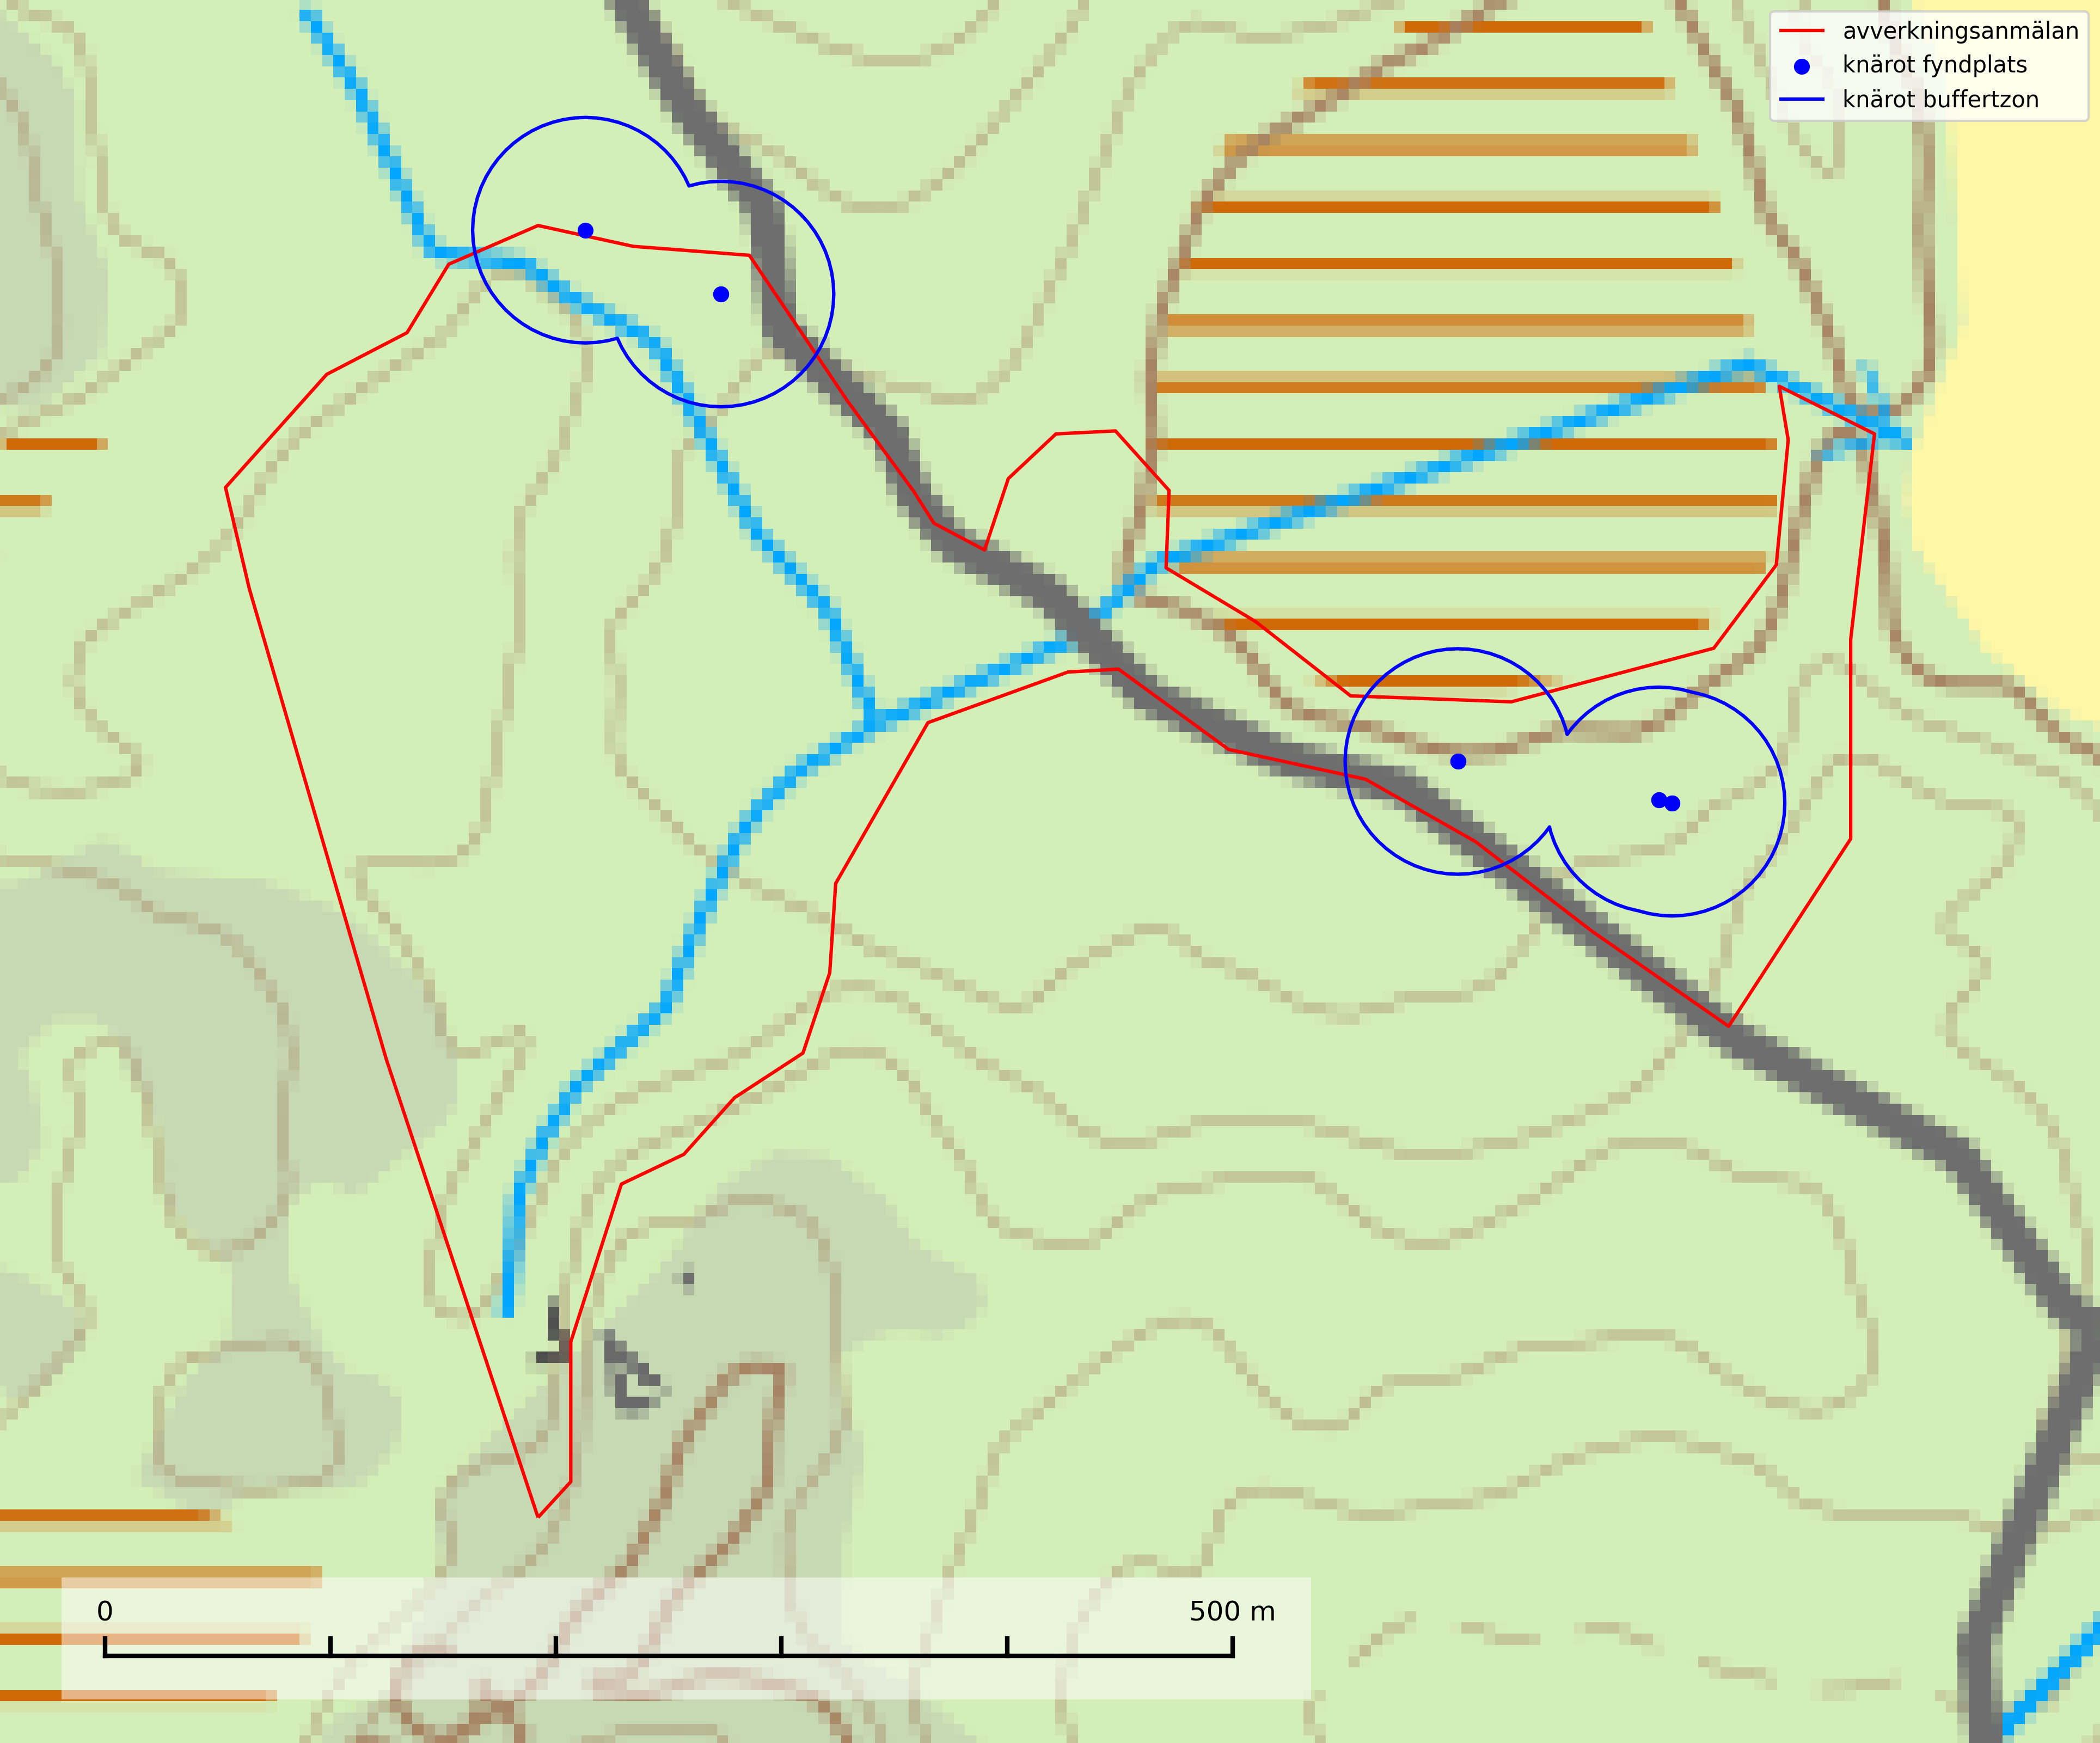 avverkningsanmälan
knärot fyndplats
knärot buffertzon
0 500 m